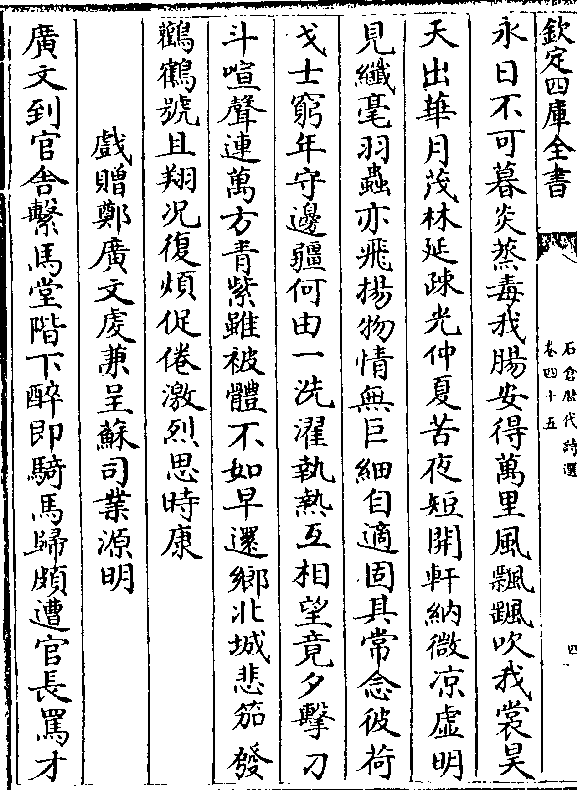 欽定四庫全書
石倉歷代詩選
卷四十五
四
永日不可暮炎蒸毒我腸安得萬里風飄颻吹我裳昊
天出華月茂林延疎光仲夏苦夜短開軒納微凉虛明
見纖毫羽蟲亦飛揚物情無巨細自適固其常念彼荷
戈士窮年守邊疆何由一洗濯執熱互相望竟夕擊刀
斗喧聲連萬方青紫雖被體不如早還鄉北城悲笳發
鸛鶴號且翔况復煩促倦激烈思時康
戲贈鄭廣文虔兼呈蘇司業源明
廣文到官舍繫馬堂階下醉即騎馬歸頗遭官長罵才